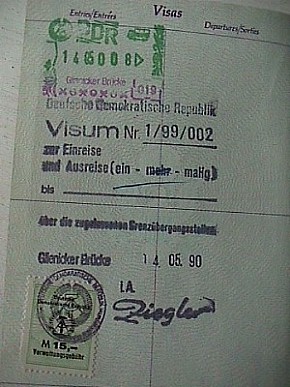 Entries/Entrées Visas Departures/Sorties
DDR
14 05 00 8
Glienicker Brücke 019
Deutsche Demokratische Republik
Visum Nr. 1/99/002
zur Einreise
und Ausreise (ein - mehr - malig)
bis
über die zugelassenen Grenzübergangsstellen
Glienicker Brücke 14. 05. 90
i.A.
Ziegler
M 15,–
Verwaltungsgebühr